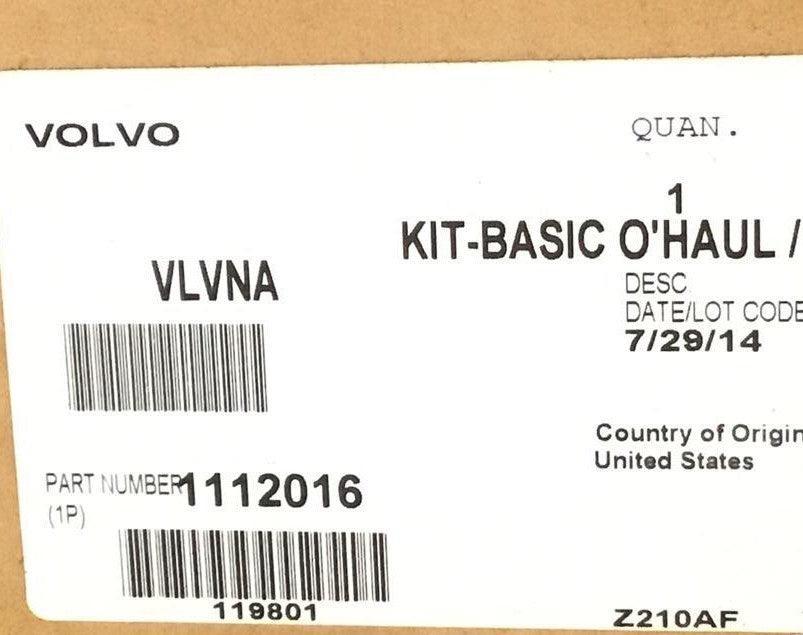 VOLVO
QUAN.
1
KIT-BASIC O'HAUL /
VLVNA
DESC
DATE/LOT CODE
7/29/14
Country of Origin
United States
PART NUMBER 1112016
(1P)
119801
Z210AF